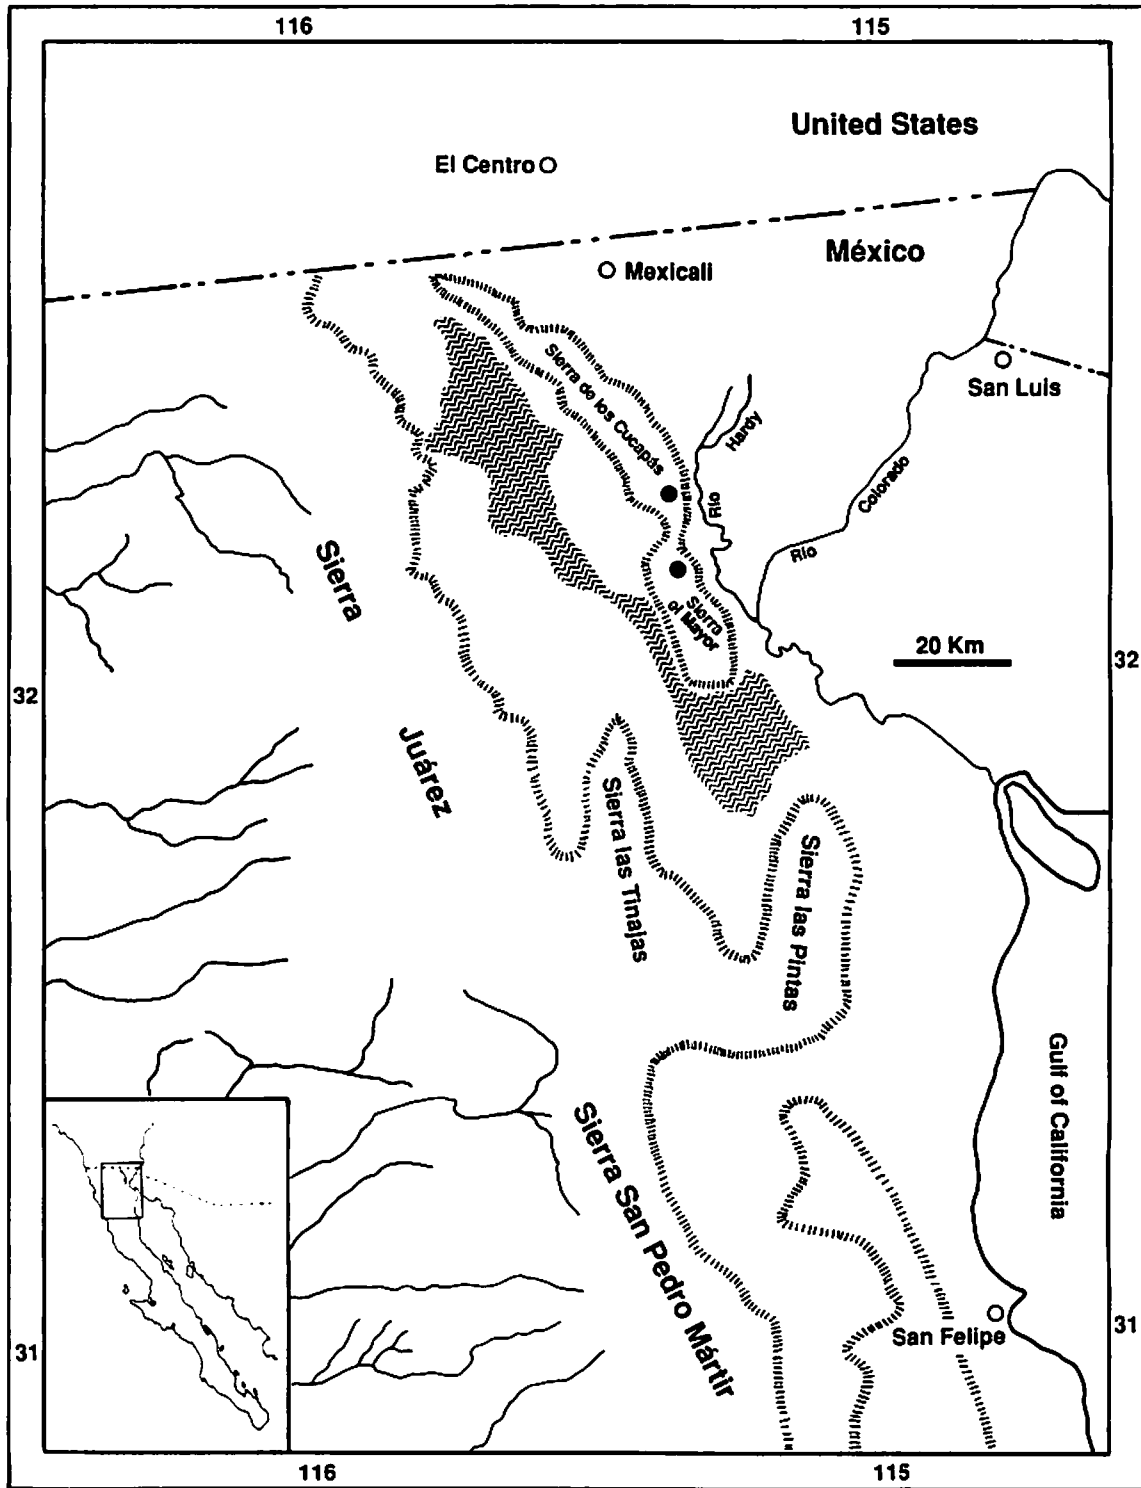 116 115
United States
El Centro
México
Mexicali
San Luis
Sierra de los Cucapás
Hardy
Río
Colorado
Río
Sierra
Juárez
Sierra
el Mayor
20 Km
32 32
Sierra las Tinajas
Sierra las Pintas
Gulf of California
Sierra San Pedro Mártir
San Felipe
31 31
116 115